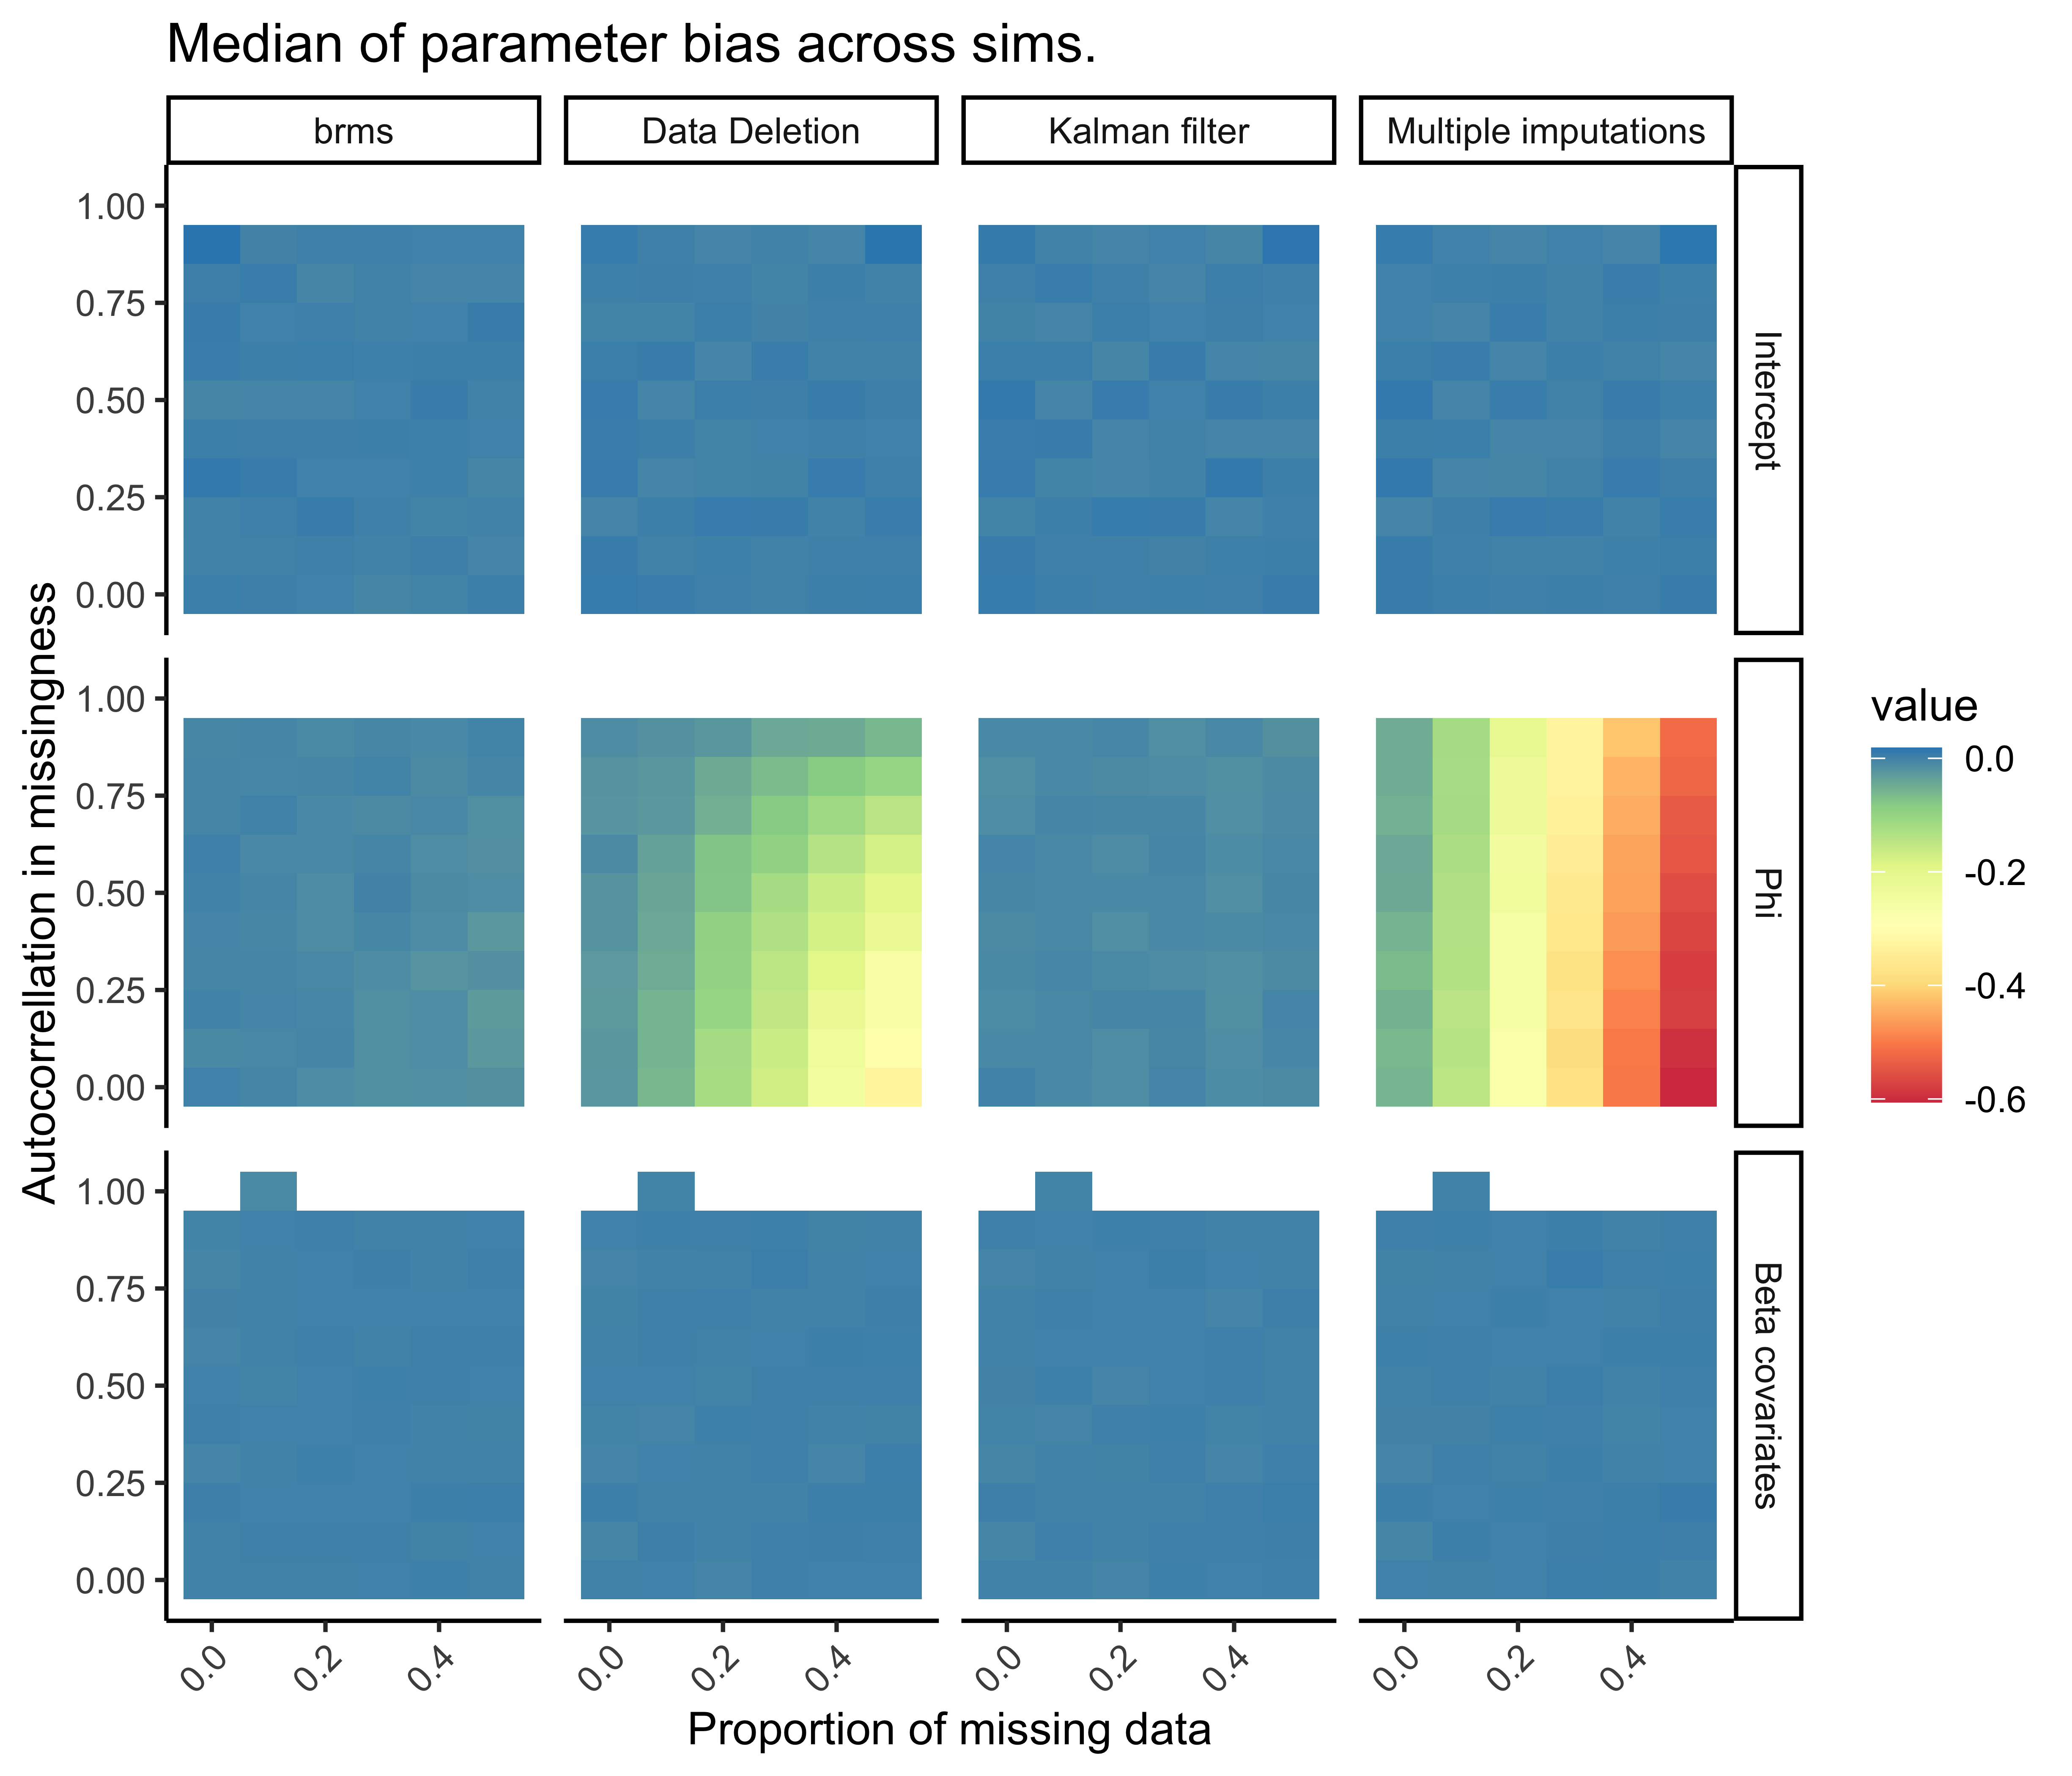 Median of parameter bias across sims.
brms
Data Deletion
Kalman filter
Multiple imputations
Autocorrellation in missingness
1.00
0.75
0.50
0.25
0.00
Intercept
1.00
0.75
0.50
0.25
0.00
Phi
1.00
0.75
0.50
0.25
0.00
Beta covariates
0.0
0.2
0.4
0.0
0.2
0.4
0.0
0.2
0.4
0.0
0.2
0.4
Proportion of missing data
value
0.0
-0.2
-0.4
-0.6